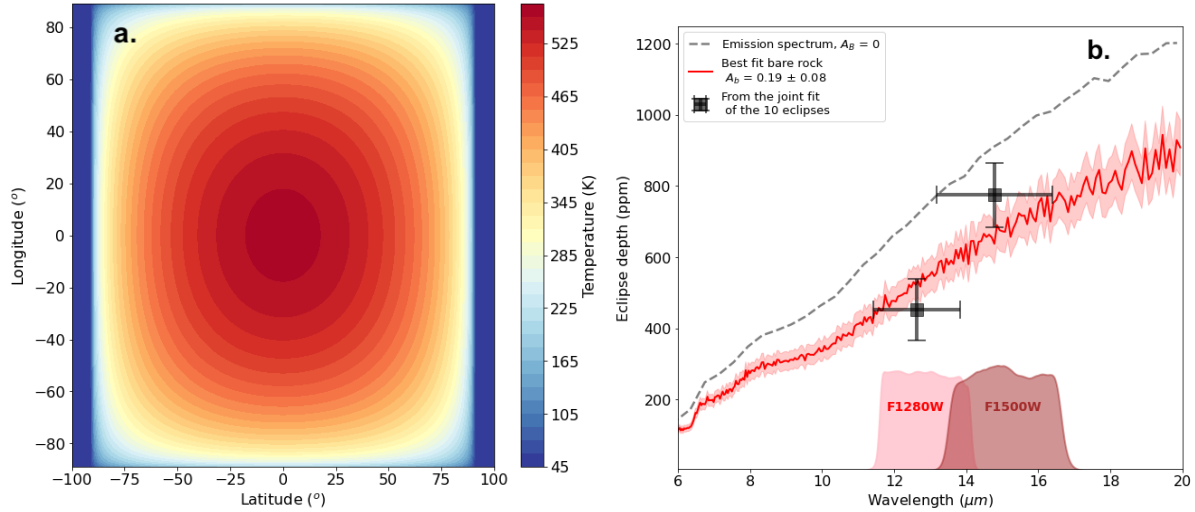 a.
80
60
40
20
0
−20
−40
−60
−80
Longitude (°)
−100
−75
−50
−25
0
25
50
75
100
Latitude (°)
525
465
405
345
285
225
165
105
45
Temperature (K)
b.
Emission spectrum, A_B = 0
Best fit bare rock
A_b = 0.19 ± 0.08
From the joint fit
of the 10 eclipses
1200
1000
800
600
400
200
Eclipse depth (ppm)
F1280W
F1500W
6
8
10
12
14
16
18
20
Wavelength (μm)